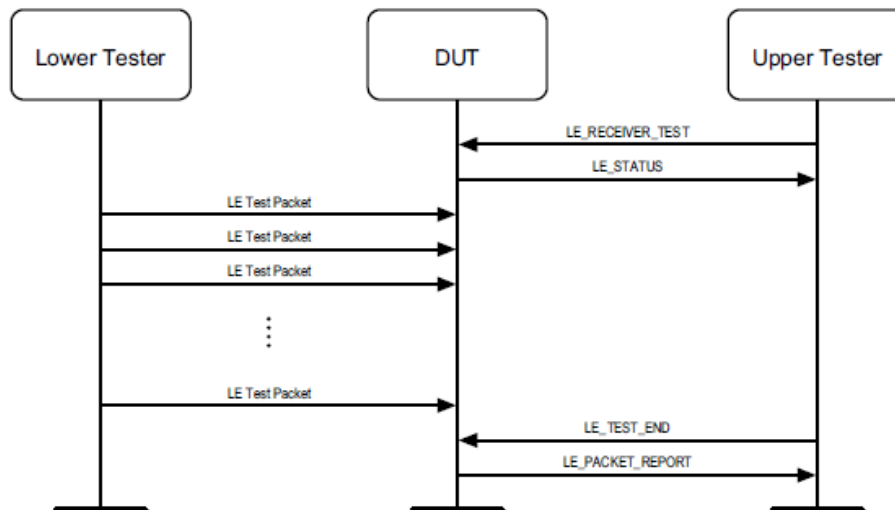 Lower Tester
DUT
Upper Tester
LE_RECEIVER_TEST
LE_STATUS
LE Test Packet
LE Test Packet
LE Test Packet
LE Test Packet
LE_TEST_END
LE_PACKET_REPORT